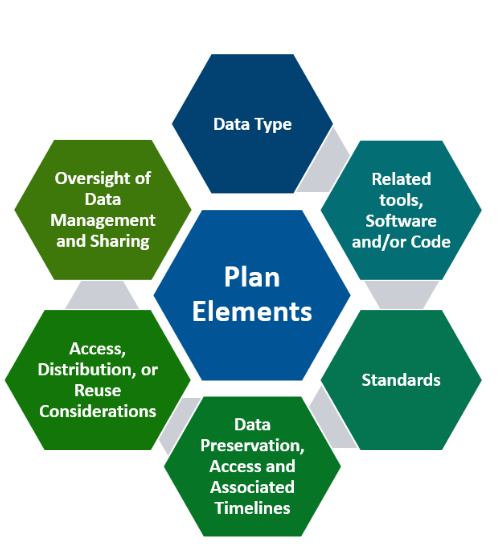 Data Type
Oversight of
Data
Management
and Sharing
Related
tools,
Software
and/or Code
Plan
Elements
Access,
Distribution, or
Reuse
Considerations
Standards
Data
Preservation,
Access and
Associated
Timelines